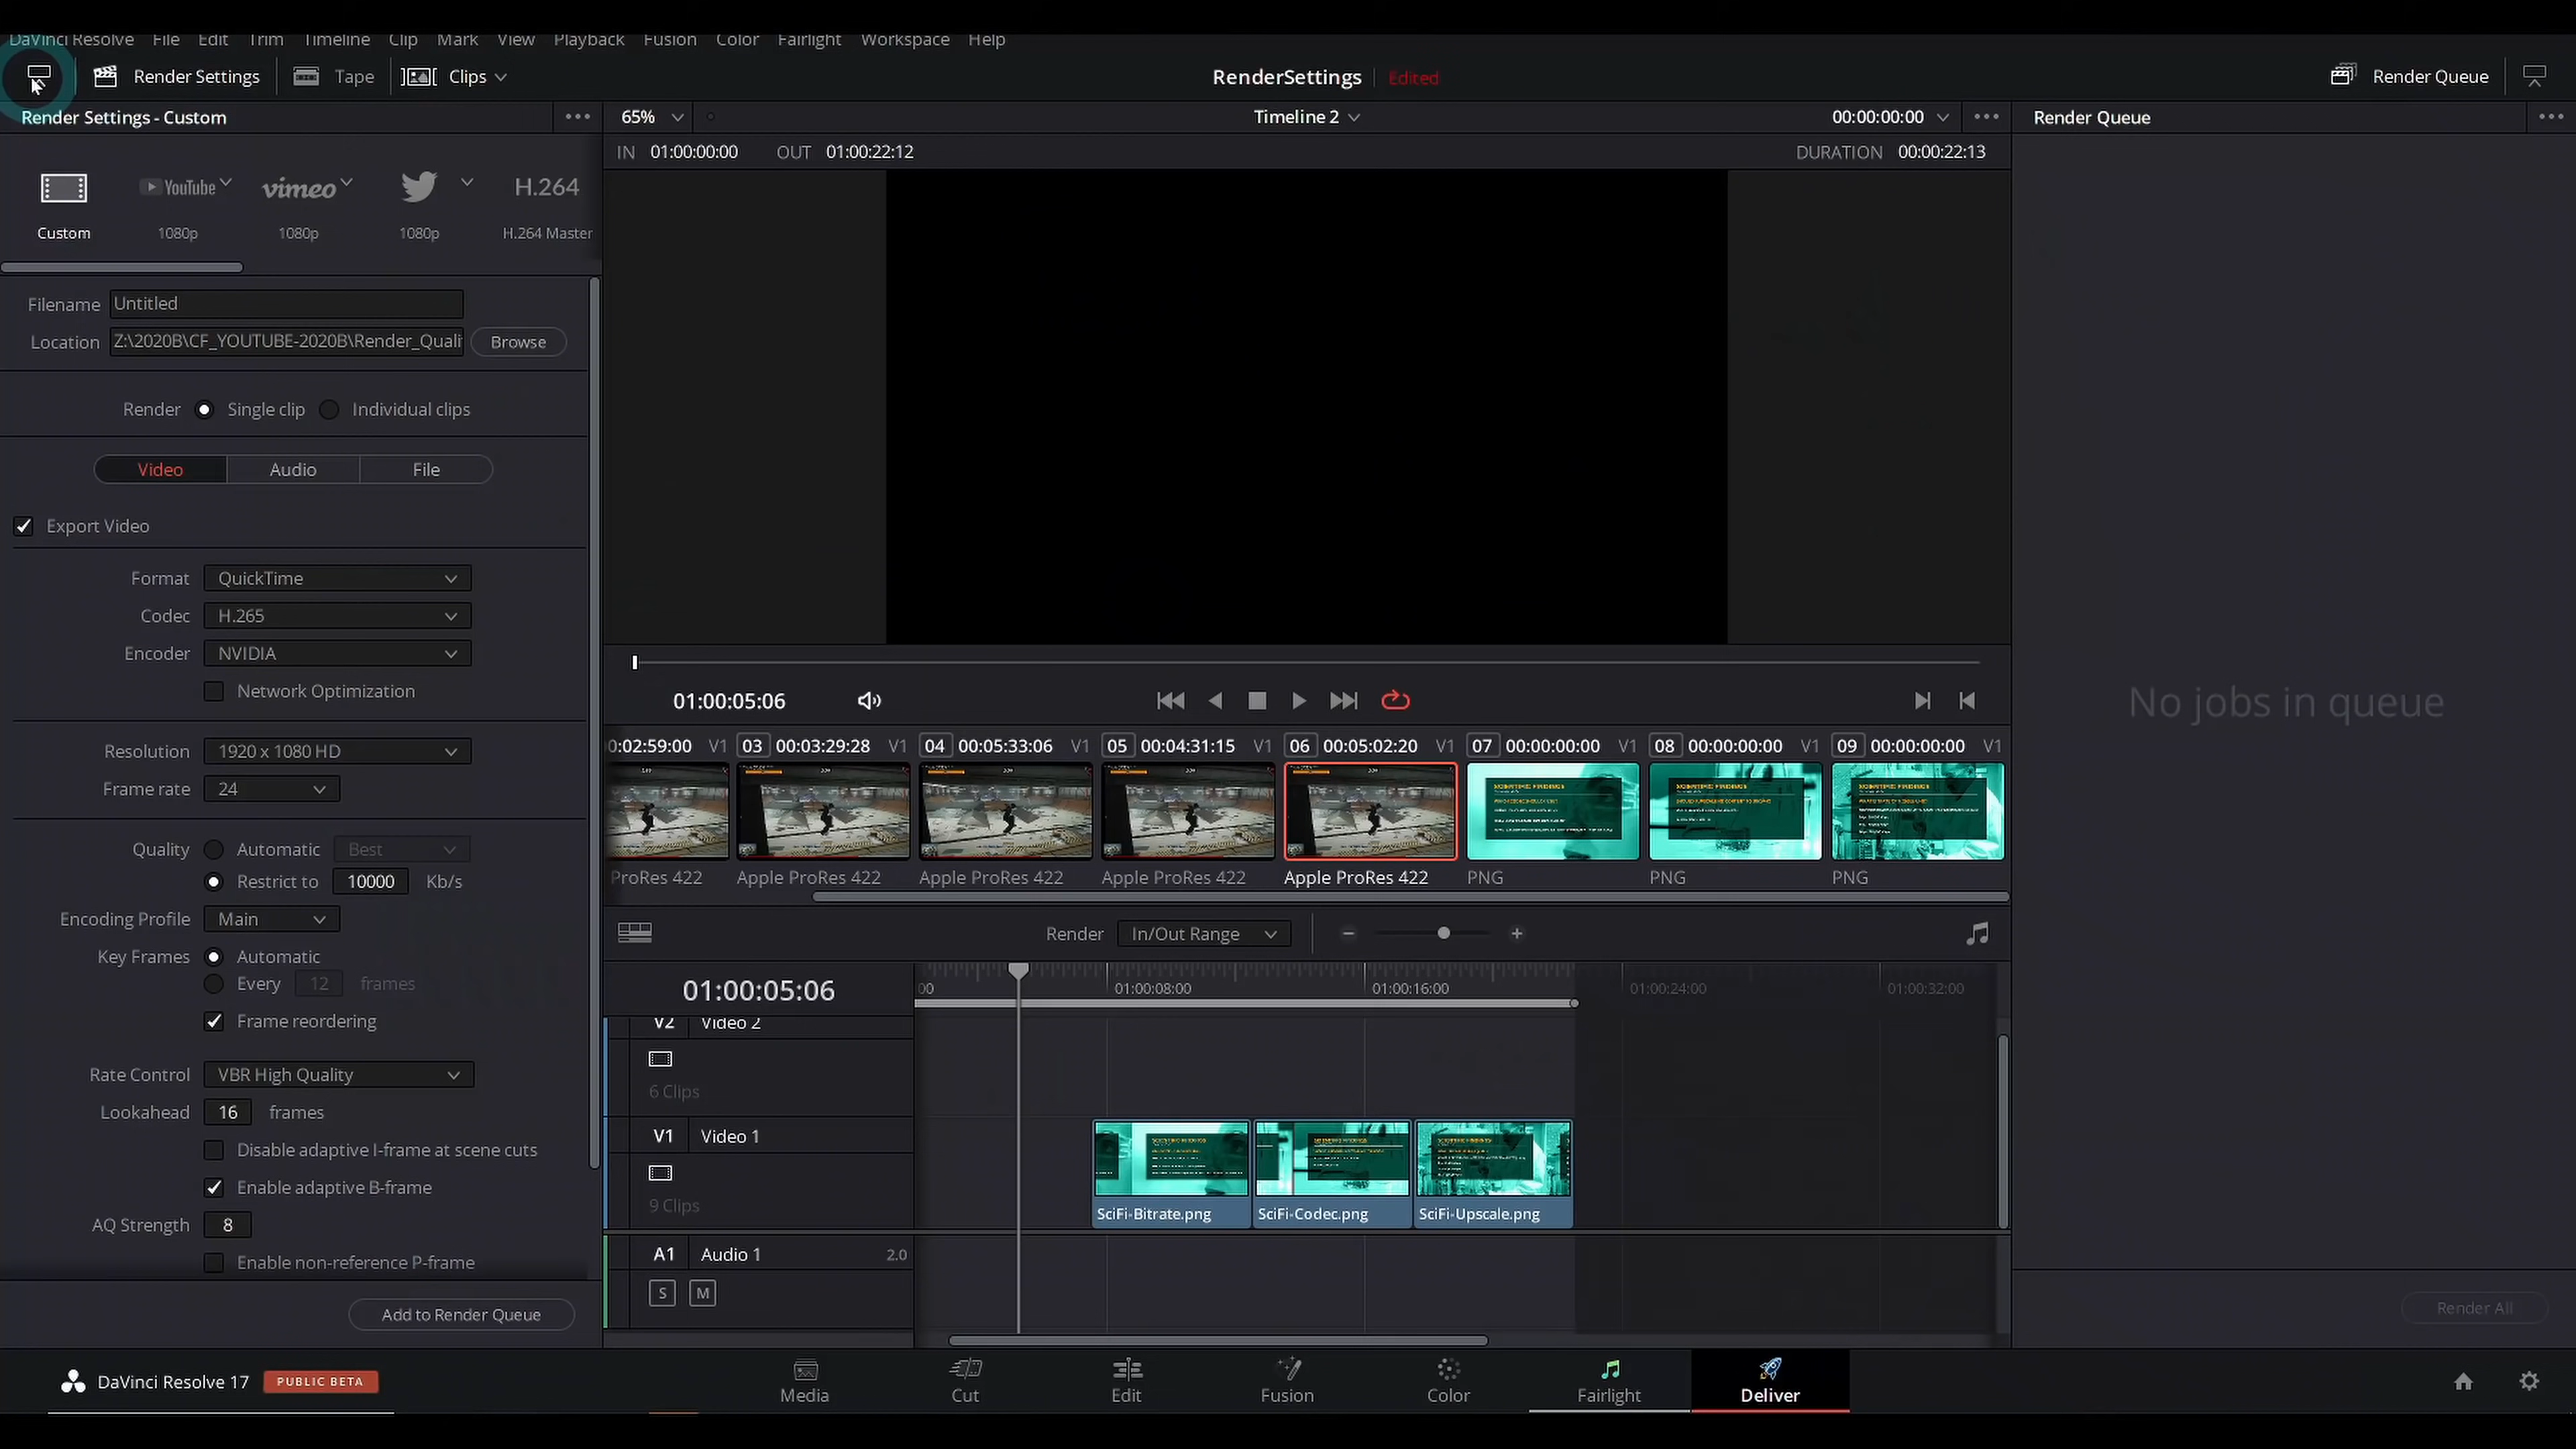 DaVinci Resolve File Edit Trim Timeline Clip Mark View Playback Fusion Color Fairlight Workspace Help
Render Settings Tape Clips RenderSettings Edited Render Queue
Render Settings - Custom 65% Timeline 2 00:00:00:00 Render Queue
IN 01:00:00:00 OUT 01:00:22:12 DURATION 00:00:22:13
YouTube vimeo H.264
Custom 1080p 1080p 1080p H.264 Master
Filename Untitled
Location Z:\2020B\CF_YOUTUBE-2020B\Render_Quali Browse
Render Single clip Individual clips
Video Audio File
Export Video
Format QuickTime
Codec H.265
Encoder NVIDIA
Network Optimization
Resolution 1920 x 1080 HD
Frame rate 24
Quality Automatic Best
Restrict to 10000 Kb/s
Encoding Profile Main
Key Frames Automatic
Every 12 frames
Frame reordering
Rate Control VBR High Quality
Lookahead 16 frames
Disable adaptive I-frame at scene cuts
Enable adaptive B-frame
AQ Strength 8
Enable non-reference P-frame
Add to Render Queue
01:00:05:06
0:02:59:00 V1 03 00:03:29:28 V1 04 00:05:33:06 V1 05 00:04:31:15 V1 06 00:05:02:20 V1 07 00:00:00:00 V1 08 00:00:00:00 V1 09 00:00:00:00 V1
SCIENTIFIC FINDINGS SCIENTIFIC FINDINGS SCIENTIFIC FINDINGS
ProRes 422 Apple ProRes 422 Apple ProRes 422 Apple ProRes 422 Apple ProRes 422 PNG PNG PNG
Render In/Out Range
01:00:05:06 00 01:00:08:00 01:00:16:00 01:00:24:00 01:00:32:00
V2 Video 2
6 Clips
V1 Video 1
9 Clips
SciFi-Bitrate.png SciFi-Codec.png SciFi-Upscale.png
A1 Audio 1 2.0
S M
No jobs in queue
Render All
DaVinci Resolve 17 PUBLIC BETA
Media Cut Edit Fusion Color Fairlight Deliver